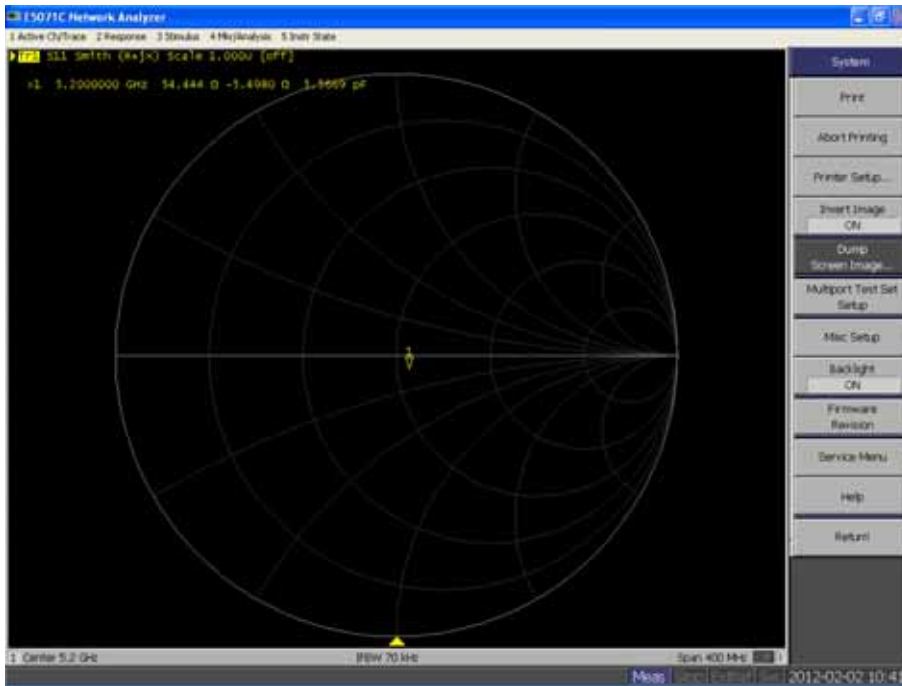 E5071C Network Analyzer
1 Active Ch/Trace 2 Response 3 Stimulus 4 Mkr/Analysis 5 Instr State
Tr1 S11 Smith (R+jX) Scale 1.000U [off]
>1 5.2000000 GHz 54.444 Ω -5.4980 Ω pF
1
System
Print
Abort Printing
Printer Setup...
Invert Image
ON
Dump
Screen Image...
Multiport Test Set
Setup
Misc Setup
Backlight
ON
Firmware
Revision
Service Menu
Help
Return
1 Center 5.2 GHz
IFBW 70 kHz
Span 400 MHz
Meas
2012-02-02 10:41